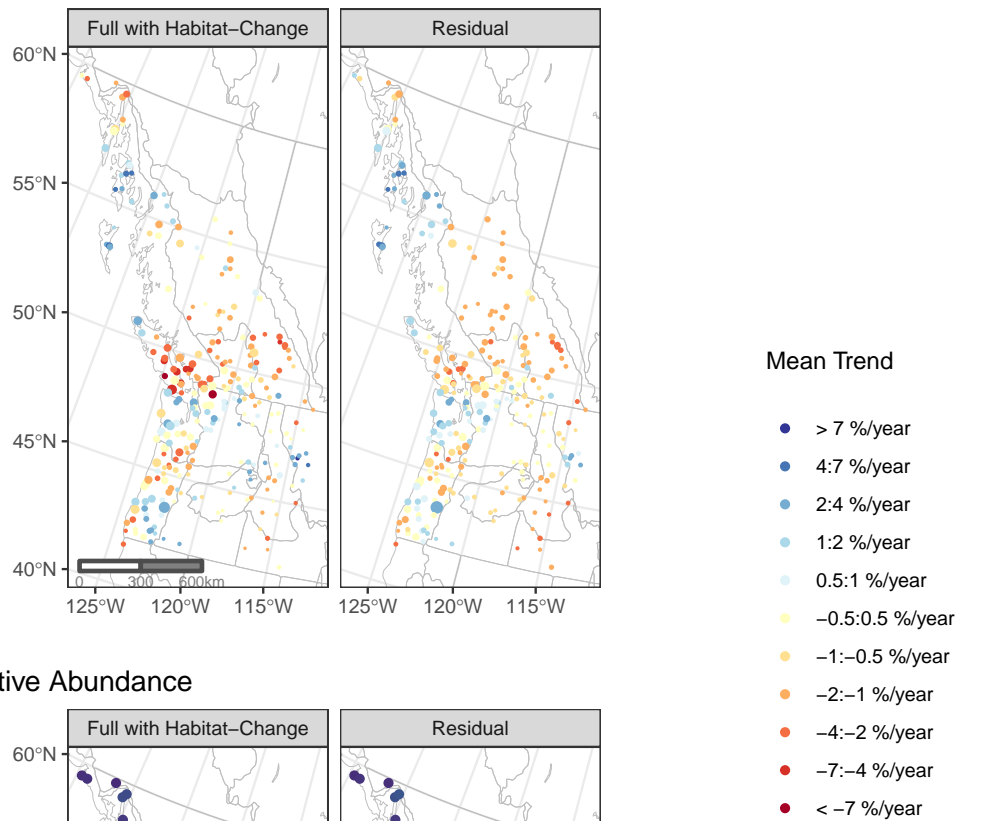 Full with Habitat−Change
Residual
60°N
55°N
50°N
45°N
40°N
0 300 600km
125°W 120°W 115°W
125°W 120°W 115°W
Mean Trend
> 7 %/year
4:7 %/year
2:4 %/year
1:2 %/year
0.5:1 %/year
−0.5:0.5 %/year
−1:−0.5 %/year
−2:−1 %/year
−4:−2 %/year
−7:−4 %/year
< −7 %/year
tive Abundance
Full with Habitat−Change
Residual
60°N